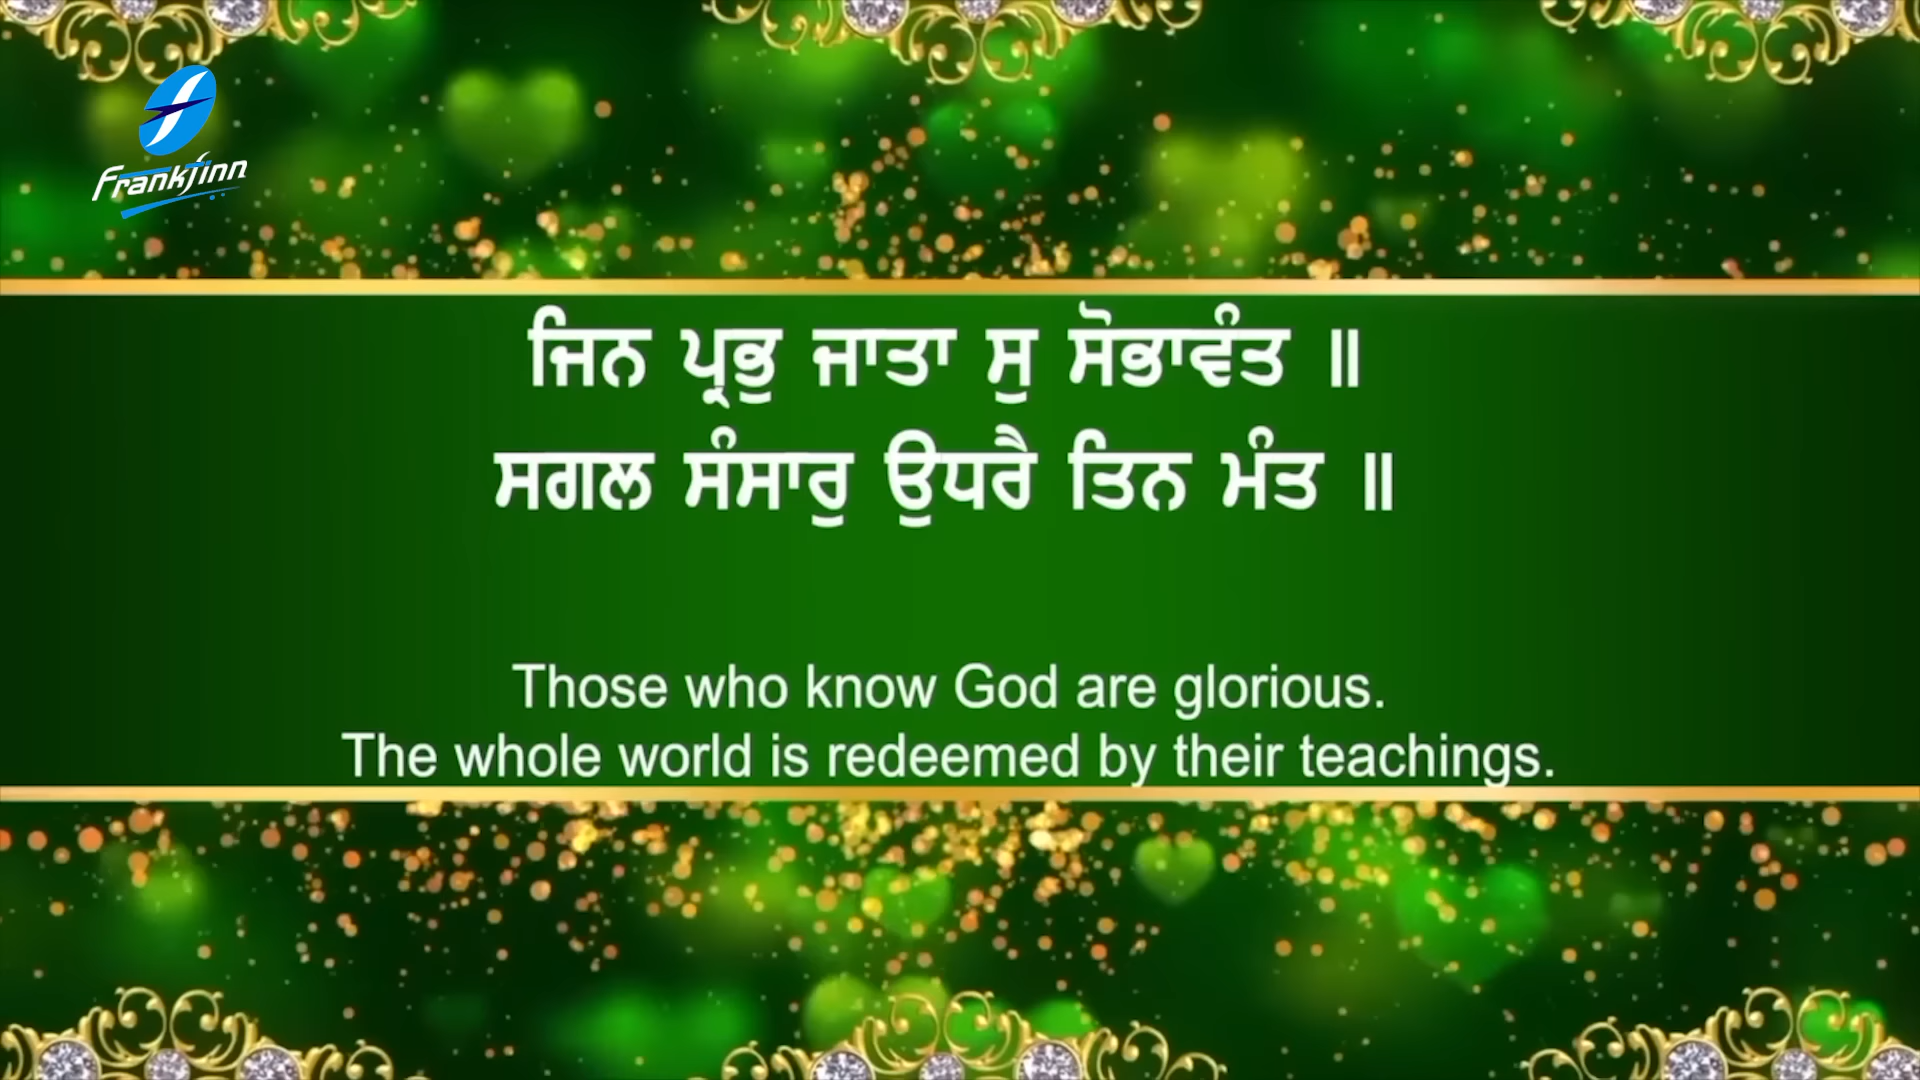 Frankfinn
ਜਿਨ ਪ੍ਰਭੁ ਜਾਤਾ ਸੁ ਸੋਭਾਵੰਤ ॥
ਸਗਲ ਸੰਸਾਰੁ ਉਧਰੈ ਤਿਨ ਮੰਤ ॥
Those who know God are glorious.
The whole world is redeemed by their teachings.